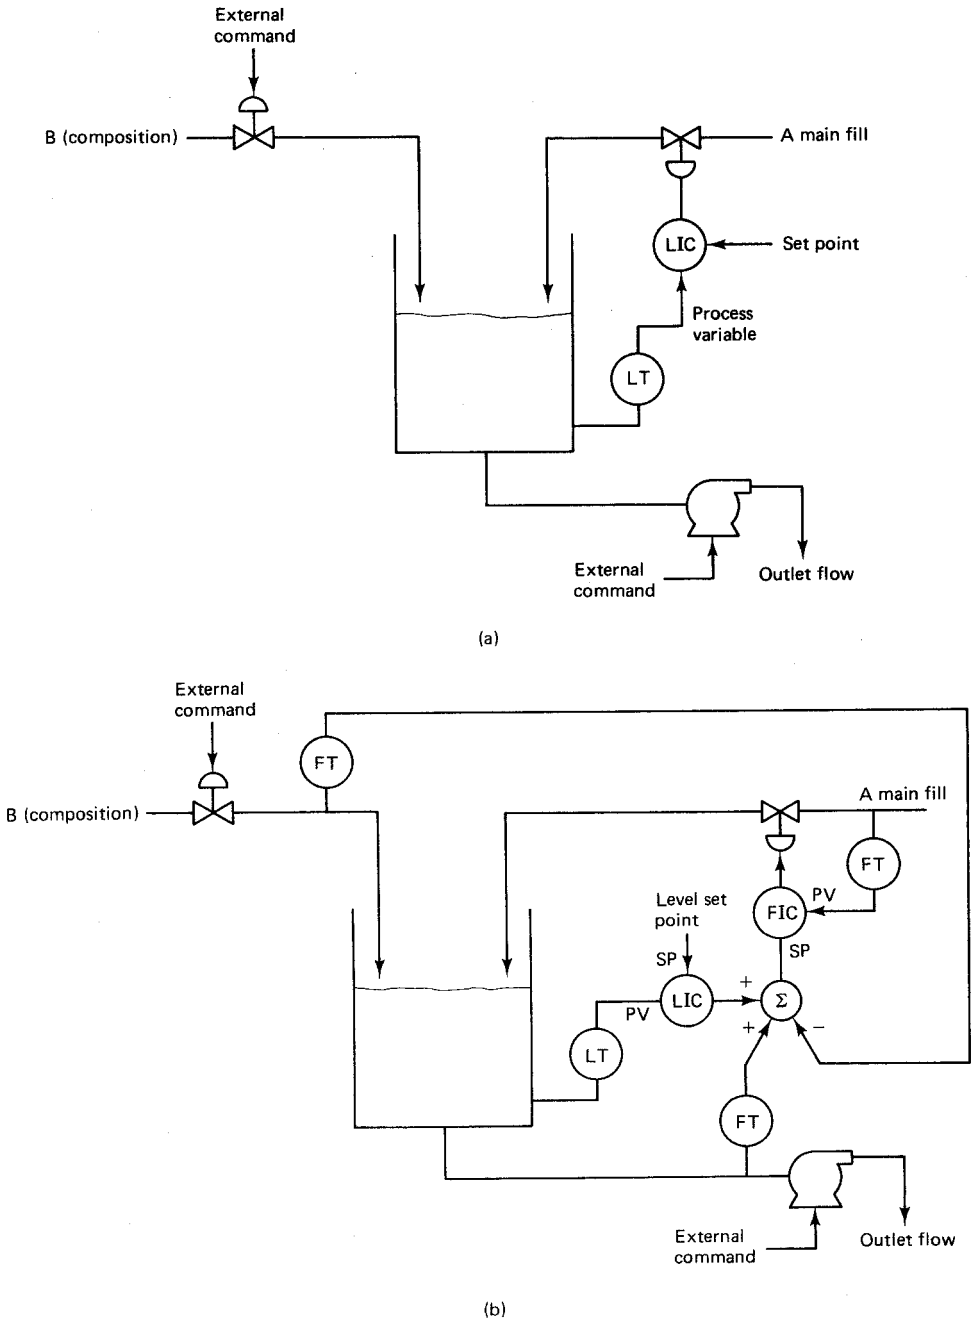 External
command
B (composition)
A main fill
LIC
Set point
Process
variable
LT
External
command
Outlet flow
(a)
External
command
FT
B (composition)
A main fill
FT
PV
FIC
SP
Level set
point
SP
LIC
+
Σ
PV
+
−
LT
FT
External
command
Outlet flow
(b)